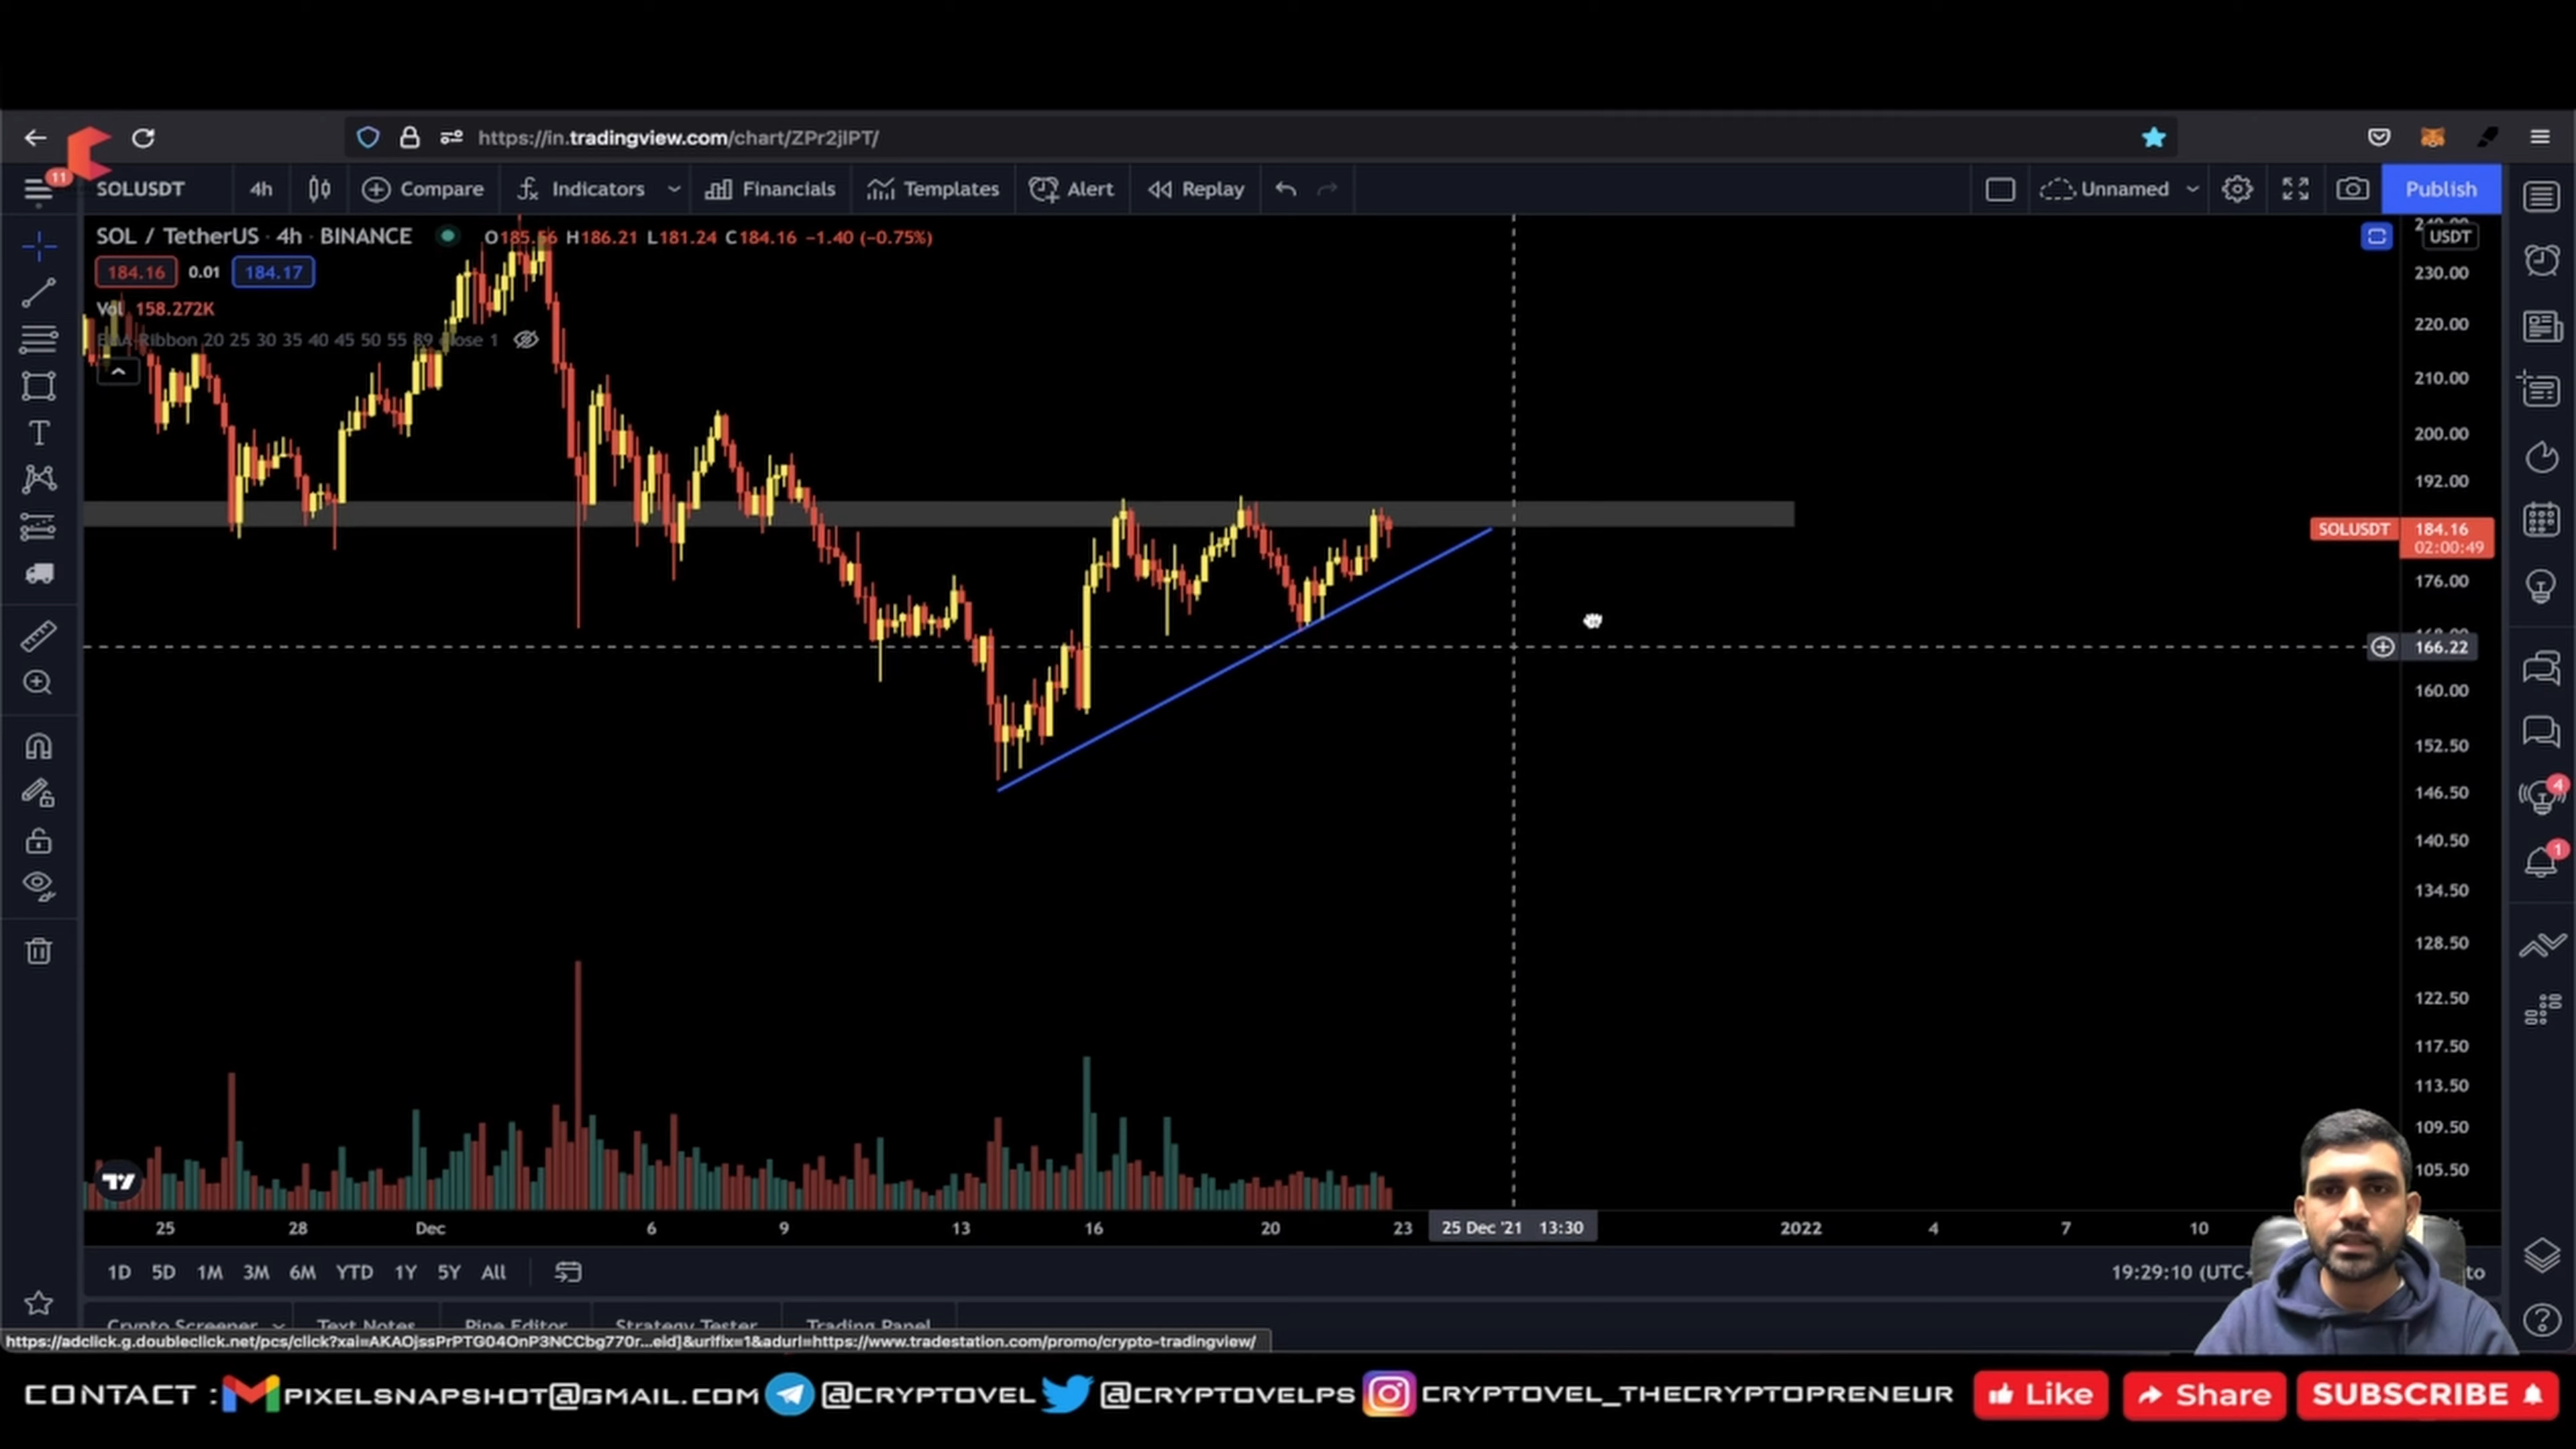 https://in.tradingview.com/chart/ZPr2jlPT/
11
SOLUSDT 4h Compare Indicators Financials Templates Alert Replay Unnamed Publish
SOL / TetherUS · 4h · BINANCE O185.56 H186.21 L181.24 C184.16 −1.40 (−0.75%)
USDT
184.16 0.01 184.17
Vol 158.272K
Ribbon 20 25 30 35 40 45 50 55 89 close 1
230.00
220.00
210.00
200.00
192.00
SOLUSDT 184.16
02:00:49
176.00
166.22
160.00
152.50
146.50
4
140.50
1
134.50
128.50
122.50
117.50
113.50
109.50
105.50
25 28 Dec 6 9 13 16 20 23 25 Dec '21 13:30 2022 4 7 10
1D 5D 1M 3M 6M YTD 1Y 5Y All 19:29:10 (UTC+
Crypto Screener Text Notes Pine Editor Strategy Tester Trading Panel
https://adclick.g.doubleclick.net/pcs/click?xai=AKAOjssPrPTG04OnP3NCCbg770r...eid]&urlfix=1&adurl=https://www.tradestation.com/promo/crypto-tradingview/
CONTACT : PIXELSNAPSHOT@GMAIL.COM @CRYPTOVEL @CRYPTOVELPS CRYPTOVEL_THECRYPTOPRENEUR Like Share SUBSCRIBE